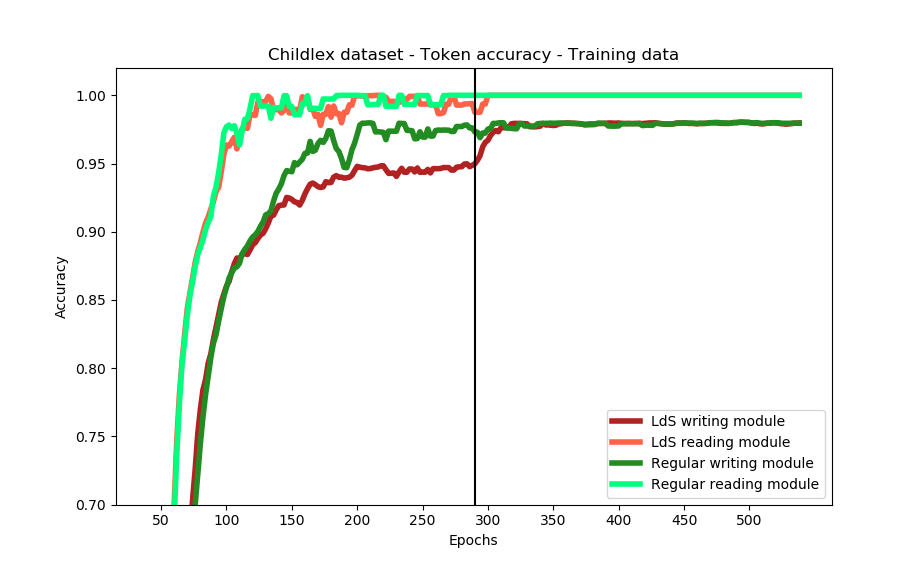 Childlex dataset - Token accuracy - Training data
Accuracy
1.00
0.95
0.90
0.85
0.80
0.75
0.70
50 100 150 200 250 300 350 400 450 500
Epochs
LdS writing module
LdS reading module
Regular writing module
Regular reading module